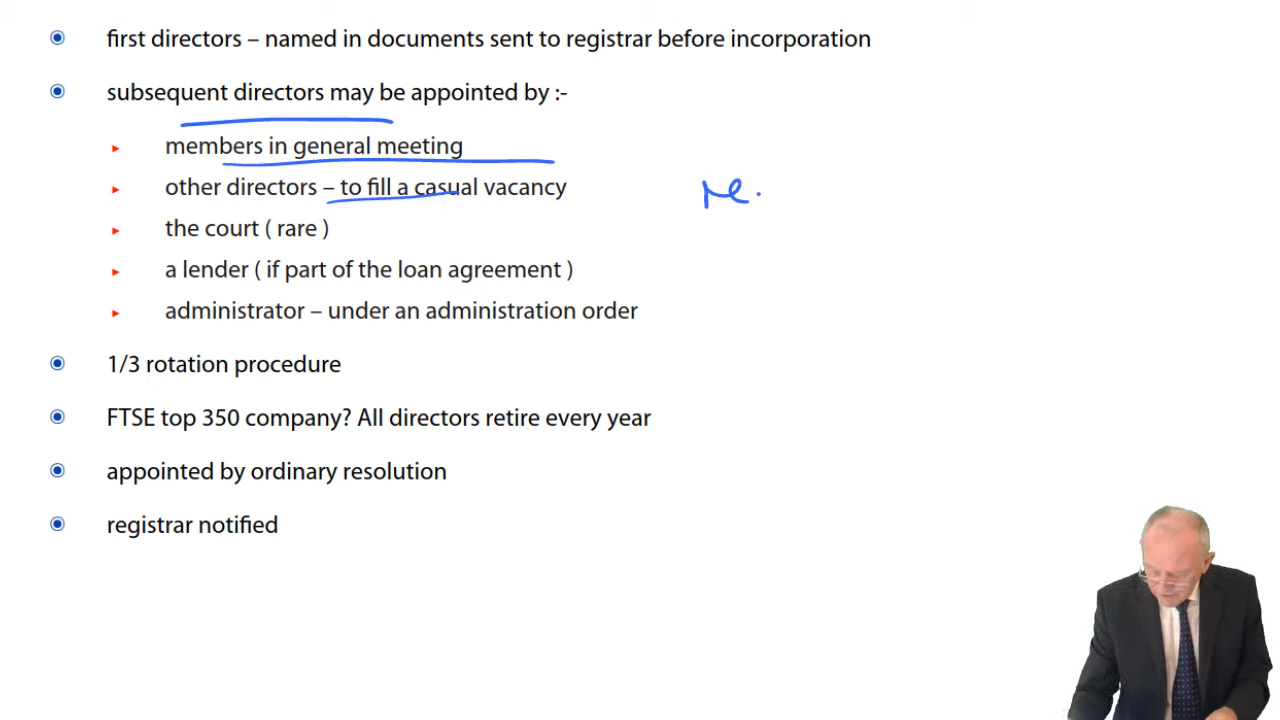 first directors – named in documents sent to registrar before incorporation
subsequent directors may be appointed by :-
members in general meeting
other directors – to fill a casual vacancy
the court ( rare )
a lender ( if part of the loan agreement )
administrator – under an administration order
1/3 rotation procedure
FTSE top 350 company? All directors retire every year
appointed by ordinary resolution
registrar notified